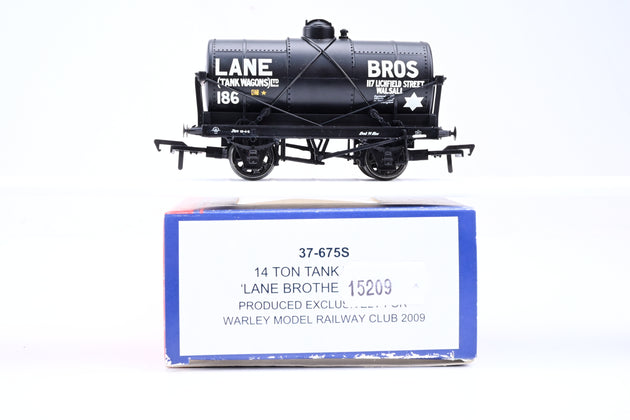 LANE BROS
(TANK WAGONS) LTD 117 LICHFIELD STREET
WALSALL
186
37-675S
14 TON TANK
'LANE BROTHE 15209
PRODUCED EXCLUSIVELY FOR
WARLEY MODEL RAILWAY CLUB 2009